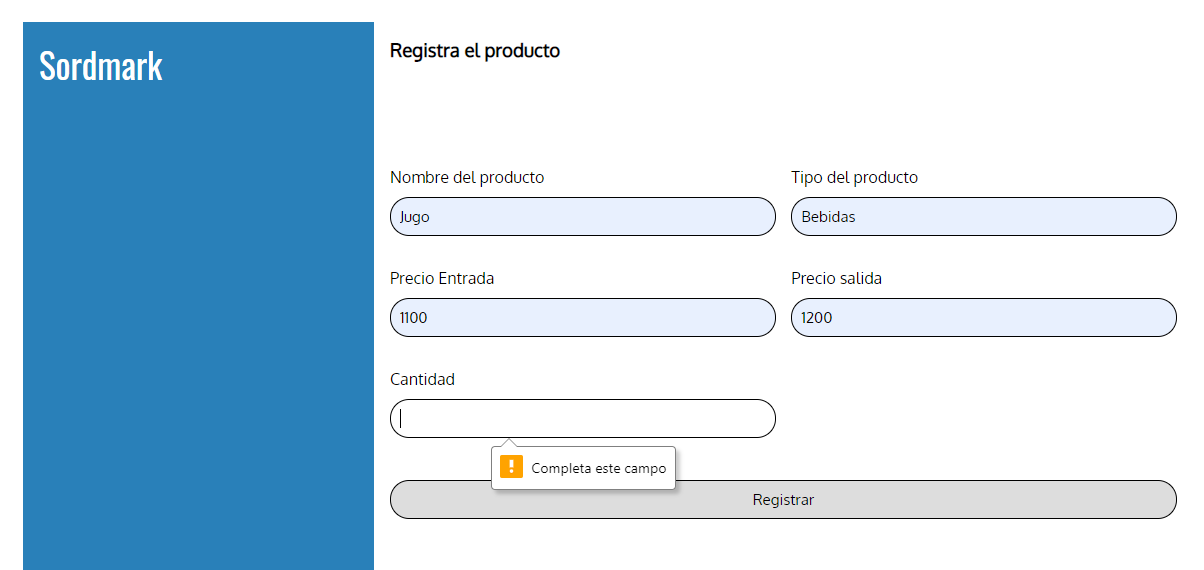 Sordmark
Registra el producto
Nombre del producto
Tipo del producto
Jugo
Bebidas
Precio Entrada
Precio salida
1100
1200
Cantidad
Completa este campo
Registrar